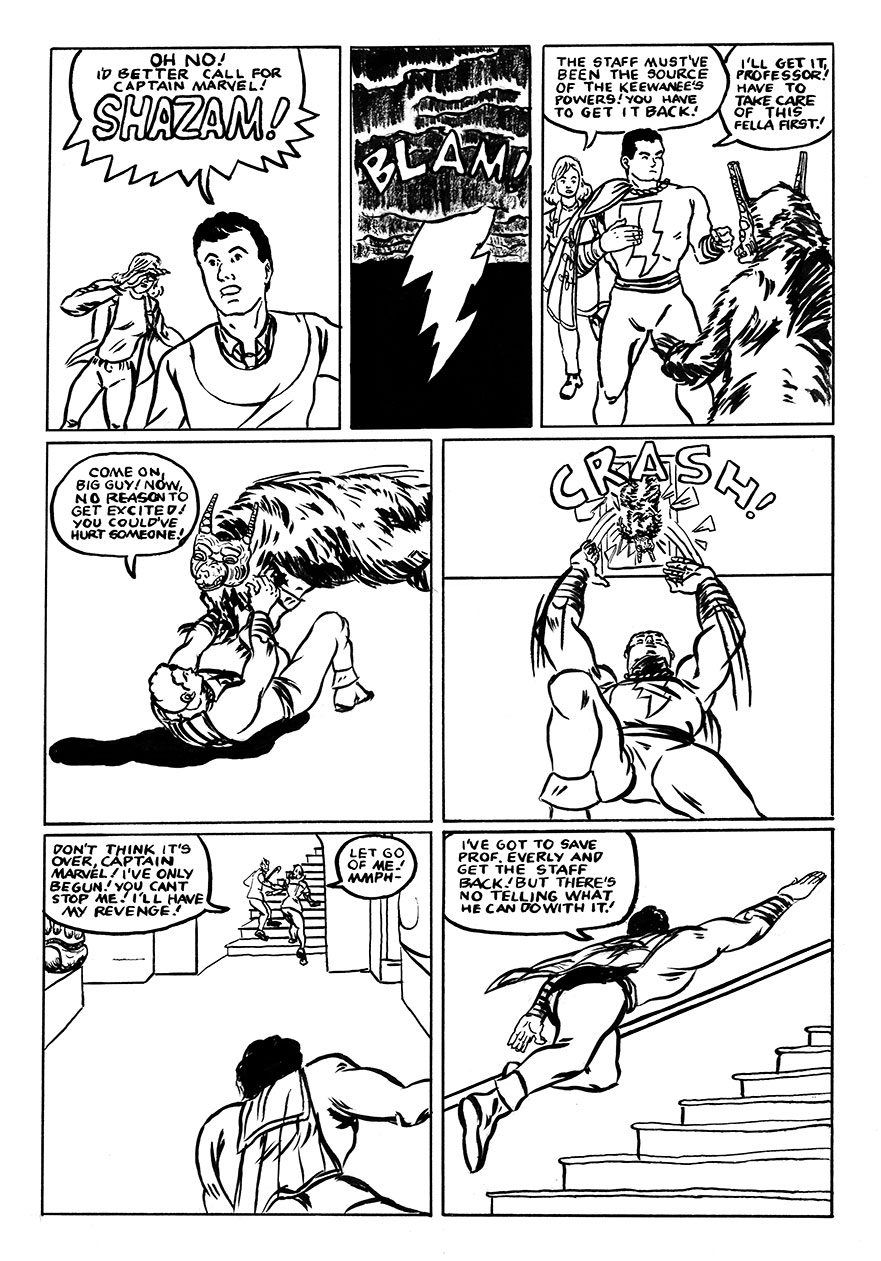 OH NO!
I'D BETTER CALL FOR
CAPTAIN MARVEL!
SHAZAM!
BLAM!
THE STAFF MUST'VE
BEEN THE SOURCE
OF THE KEEWANEE'S
POWERS! YOU HAVE
TO GET IT BACK!
I'LL GET IT,
PROFESSOR!
HAVE TO
TAKE CARE
OF THIS
FELLA FIRST!
COME ON,
BIG GUY! NOW,
NO REASON TO
GET EXCITED!
YOU COULD'VE
HURT SOMEONE!
CRASH!
DON'T THINK IT'S
OVER, CAPTAIN
MARVEL! I'VE ONLY
BEGUN! YOU CANT
STOP ME! I'LL HAVE
MY REVENGE!
LET GO
OF ME!
MMPH-
I'VE GOT TO SAVE
PROF. EVERLY AND
GET THE STAFF
BACK! BUT THERE'S
NO TELLING WHAT
HE CAN DO WITH IT!